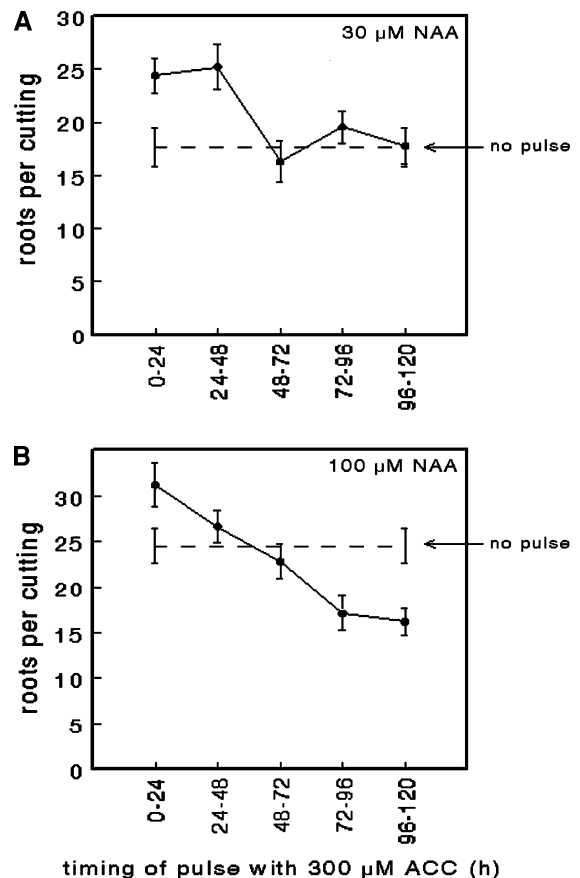 A
30 µM NAA
roots per cutting
30
25
20
15
10
5
0
no pulse
0-24
24-48
48-72
72-96
96-120
B
100 µM NAA
roots per cutting
30
25
20
15
10
5
0
no pulse
0-24
24-48
48-72
72-96
96-120
timing of pulse with 300 µM ACC (h)